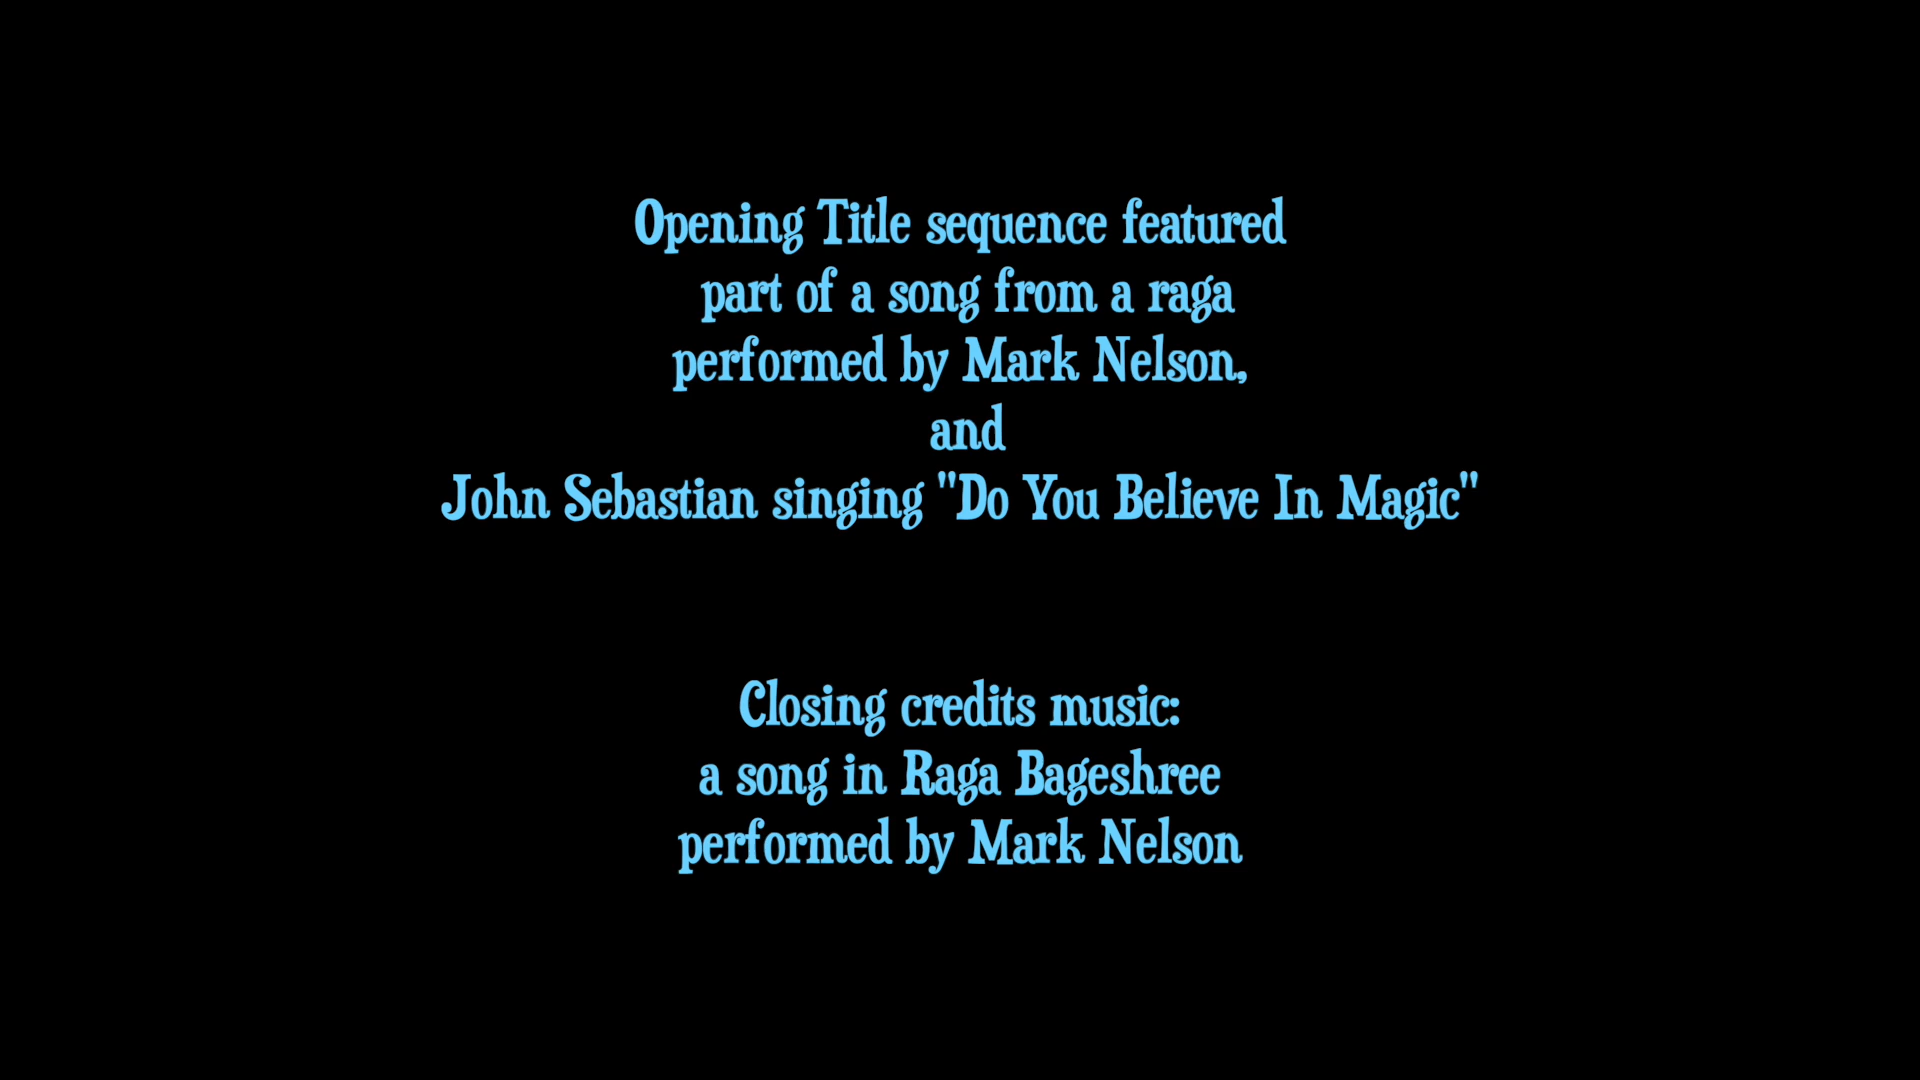 Opening Title sequence featured
part of a song from a raga
performed by Mark Nelson,
and
John Sebastian singing "Do You Believe In Magic"
Closing credits music:
a song in Raga Bageshree
performed by Mark Nelson